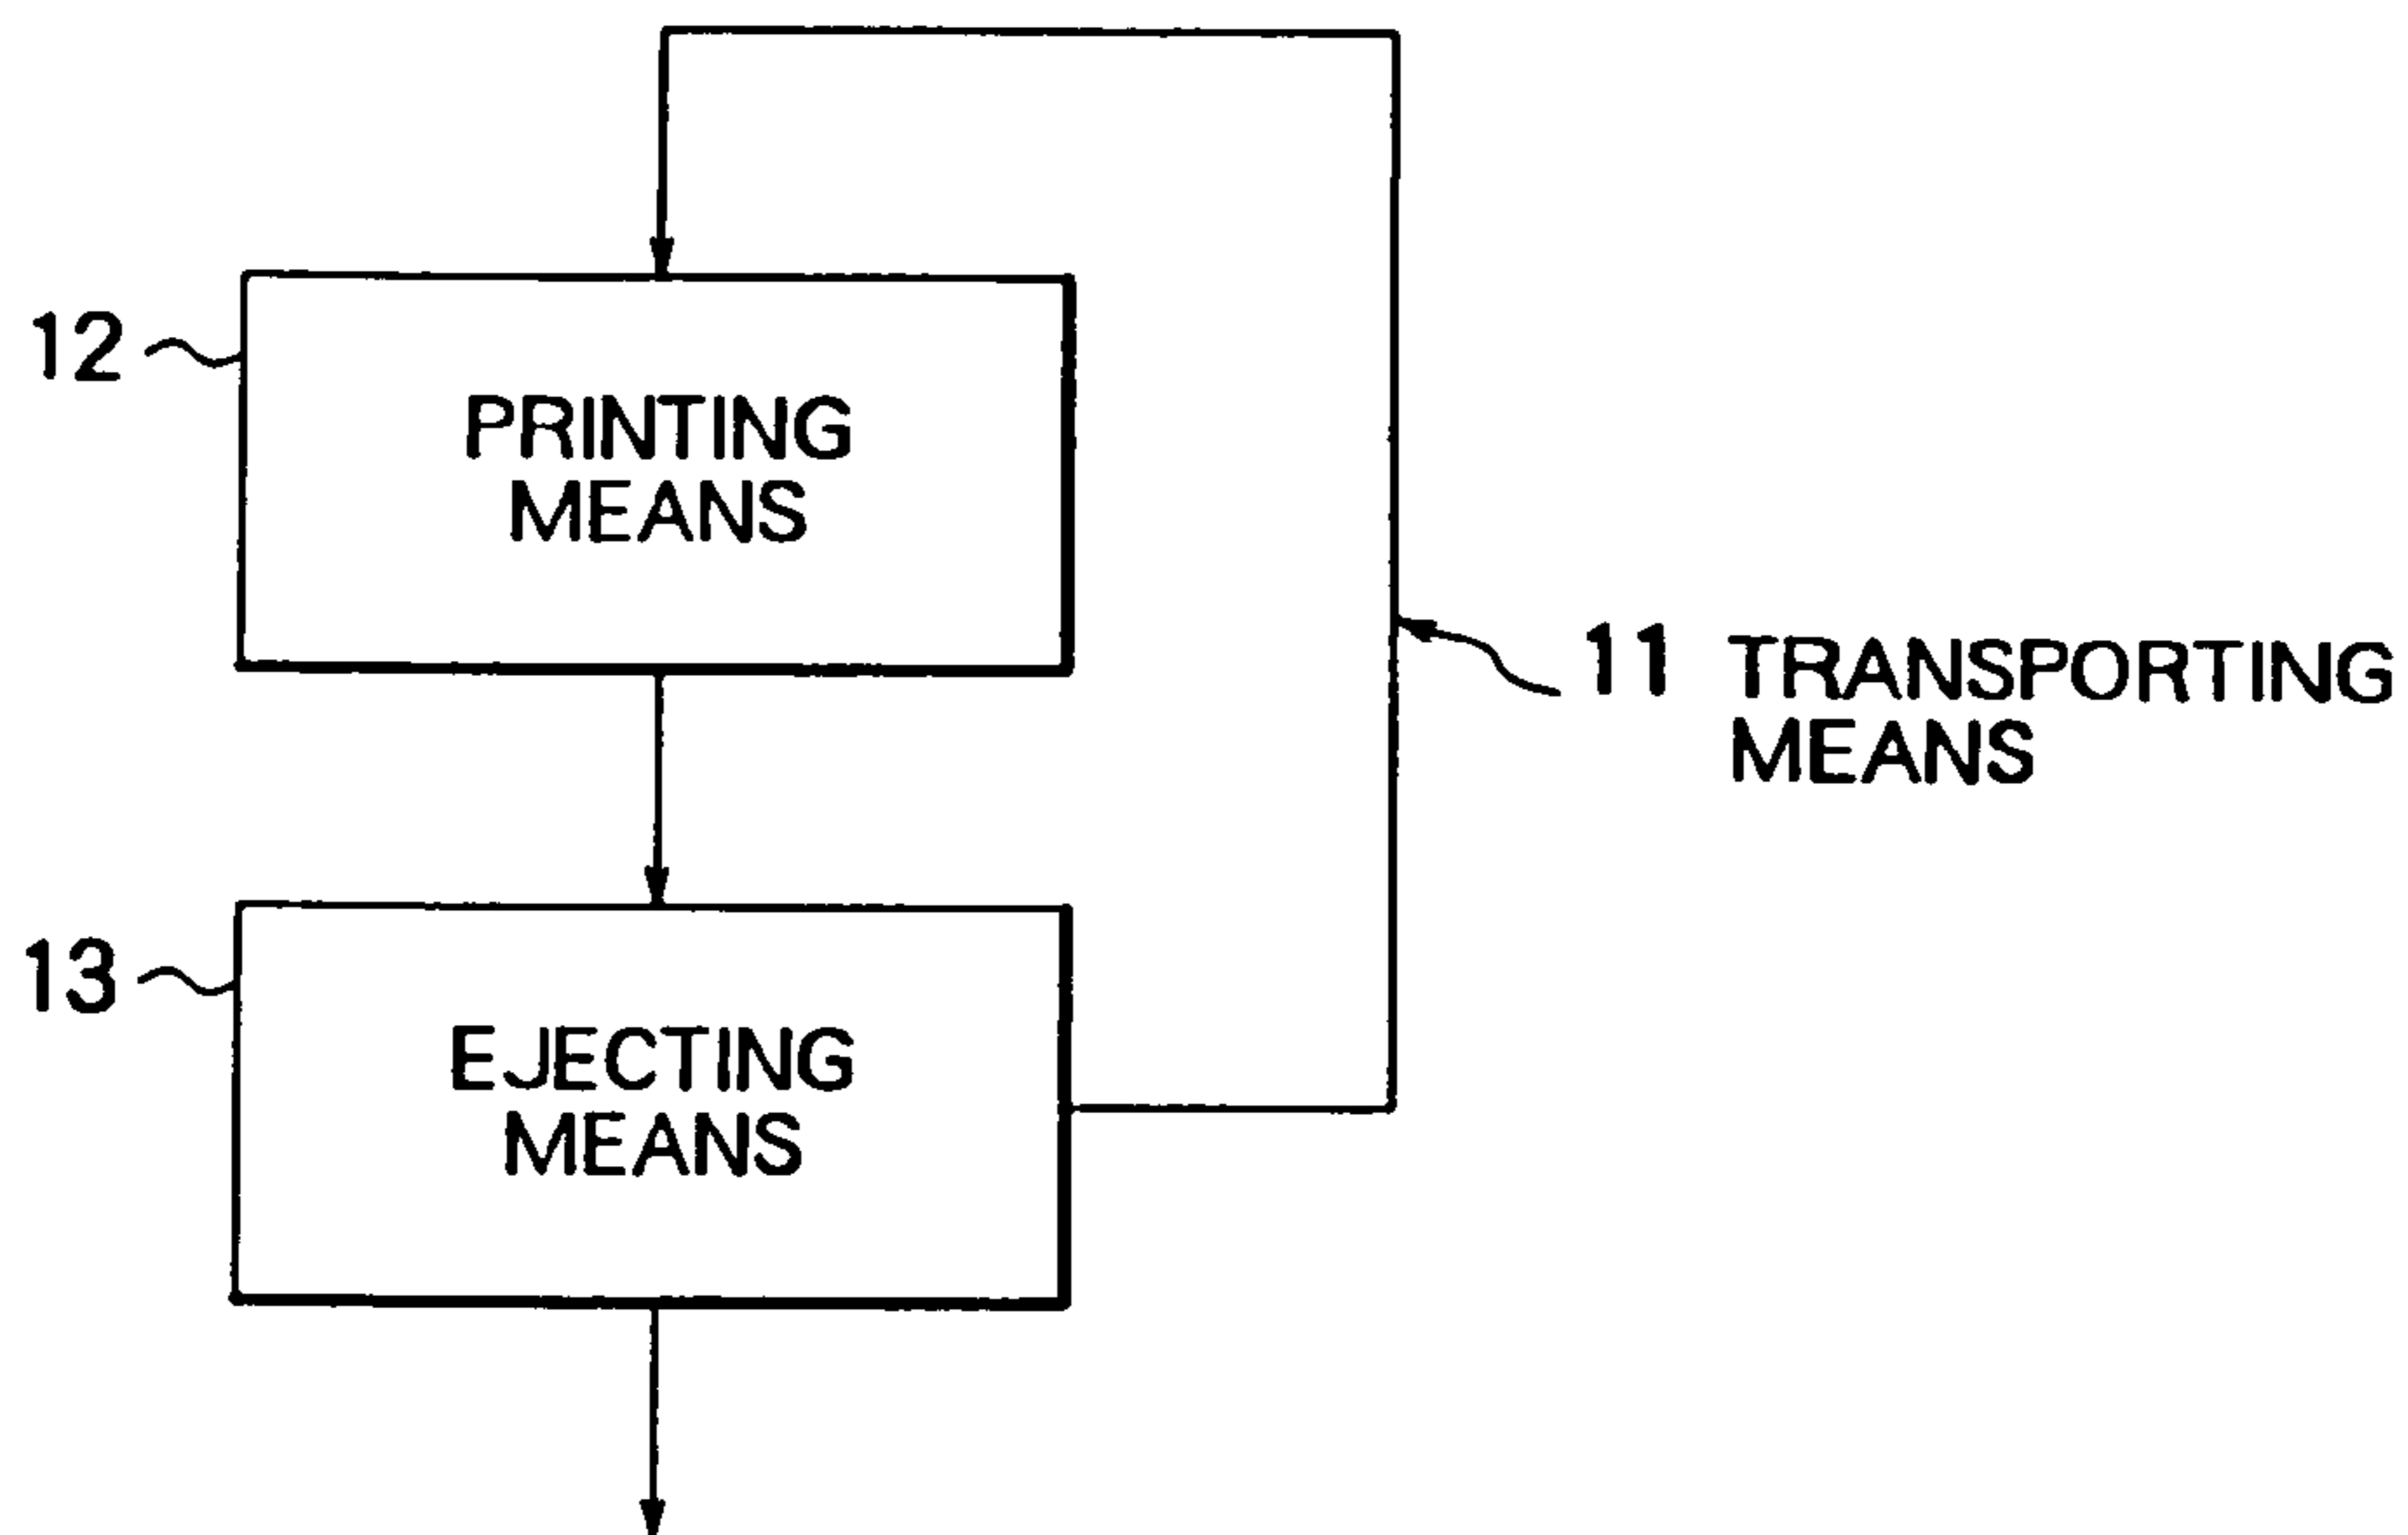 12
PRINTING
MEANS
11 TRANSPORTING
MEANS
13
EJECTING
MEANS